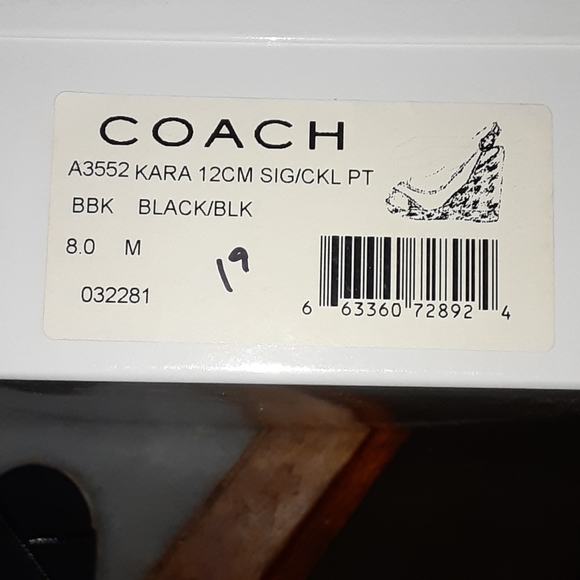 COACH
A3552 KARA 12CM SIG/CKL PT
BBK BLACK/BLK
8.0 M
19
032281
6 63360 72892 4